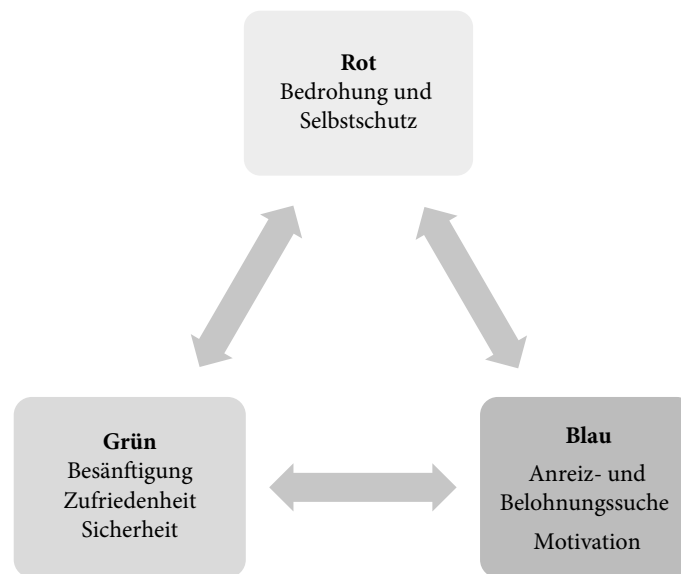 Rot
Bedrohung und
Selbstschutz
Grün
Besänftigung
Zufriedenheit
Sicherheit
Blau
Anreiz- und
Belohnungssuche
Motivation